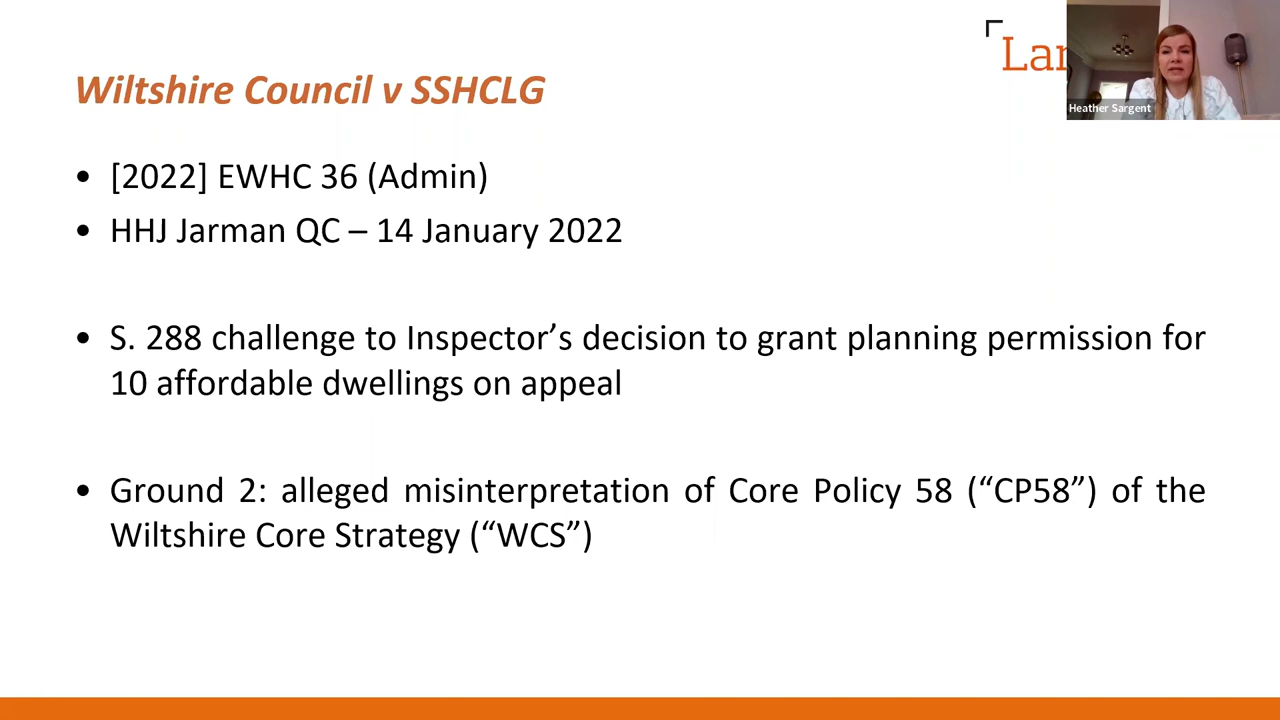 Wiltshire Council v SSHCLG
Heather Sargent
• [2022] EWHC 36 (Admin)
• HHJ Jarman QC – 14 January 2022
• S. 288 challenge to Inspector’s decision to grant planning permission for
10 affordable dwellings on appeal
• Ground 2: alleged misinterpretation of Core Policy 58 (“CP58”) of the
Wiltshire Core Strategy (“WCS”)